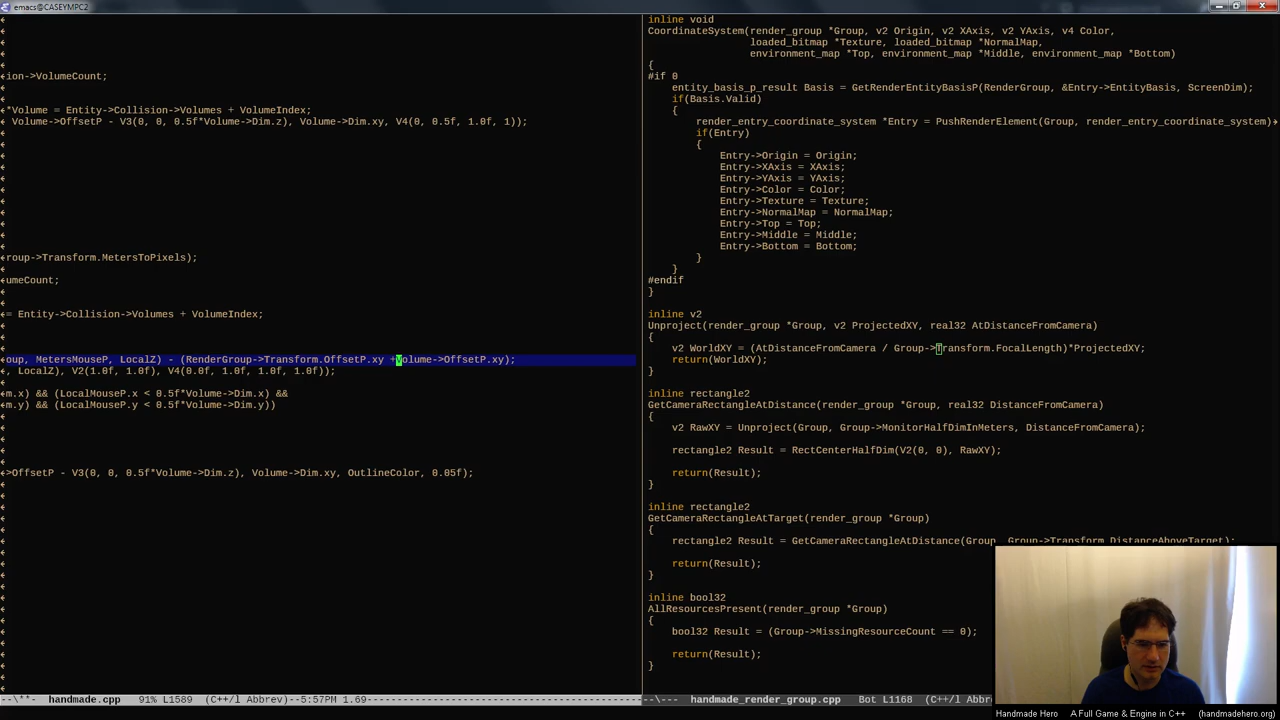 emacs@CASEYMPC2
ion->VolumeCount;
*Volume = Entity->Collision->Volumes + VolumeIndex;
Volume->OffsetP - V3(0, 0, 0.5f*Volume->Dim.z), Volume->Dim.xy, V4(0, 0.5f, 1.0f, 1));
roup->Transform.MetersToPixels);
umeCount;
= Entity->Collision->Volumes + VolumeIndex;
oup, MetersMouseP, LocalZ) - (RenderGroup->Transform.OffsetP.xy +Volume->OffsetP.xy);
, LocalZ), V2(1.0f, 1.0f), V4(0.0f, 1.0f, 1.0f, 1.0f));
m.x) && (LocalMouseP.x < 0.5f*Volume->Dim.x) &&
m.y) && (LocalMouseP.y < 0.5f*Volume->Dim.y))
>OffsetP - V3(0, 0, 0.5f*Volume->Dim.z), Volume->Dim.xy, OutlineColor, 0.05f);
-\**- handmade.cpp 91% L1589 (C++/l Abbrev)--5:57PM 1.69
inline void
CoordinateSystem(render_group *Group, v2 Origin, v2 XAxis, v2 YAxis, v4 Color,
loaded_bitmap *Texture, loaded_bitmap *NormalMap,
environment_map *Top, environment_map *Middle, environment_map *Bottom)
{
#if 0
entity_basis_p_result Basis = GetRenderEntityBasisP(RenderGroup, &Entry->EntityBasis, ScreenDim);
if(Basis.Valid)
{
render_entry_coordinate_system *Entry = PushRenderElement(Group, render_entry_coordinate_system)
if(Entry)
{
Entry->Origin = Origin;
Entry->XAxis = XAxis;
Entry->YAxis = YAxis;
Entry->Color = Color;
Entry->Texture = Texture;
Entry->NormalMap = NormalMap;
Entry->Top = Top;
Entry->Middle = Middle;
Entry->Bottom = Bottom;
}
}
#endif
}
inline v2
Unproject(render_group *Group, v2 ProjectedXY, real32 AtDistanceFromCamera)
{
v2 WorldXY = (AtDistanceFromCamera / Group->Transform.FocalLength)*ProjectedXY;
return(WorldXY);
}
inline rectangle2
GetCameraRectangleAtDistance(render_group *Group, real32 DistanceFromCamera)
{
v2 RawXY = Unproject(Group, Group->MonitorHalfDimInMeters, DistanceFromCamera);
rectangle2 Result = RectCenterHalfDim(V2(0, 0), RawXY);
return(Result);
}
inline rectangle2
GetCameraRectangleAtTarget(render_group *Group)
{
rectangle2 Result = GetCameraRectangleAtDistance(Group, Group->Transform.DistanceAboveTarget);
return(Result);
}
inline bool32
AllResourcesPresent(render_group *Group)
{
bool32 Result = (Group->MissingResourceCount == 0);
return(Result);
}
-\--- handmade_render_group.cpp Bot L1168 (C++/l Abbrev)
Handmade Hero A Full Game & Engine in C++ (handmadehero.org)